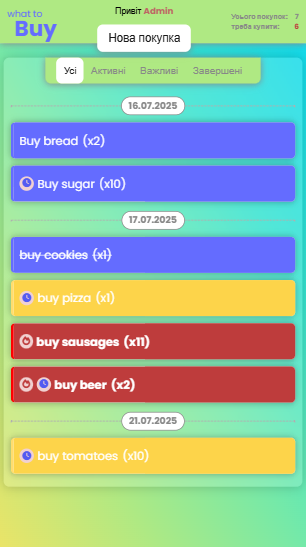 what to
Buy
Привіт Admin
Нова покупка
Усього покупок: 7
треба купити: 6
Усі Активні Важливі Завершені
16.07.2025
Buy bread (x2)
Buy sugar (x10)
17.07.2025
buy cookies (x1)
buy pizza (x1)
buy sausages (x11)
buy beer (x2)
21.07.2025
buy tomatoes (x10)